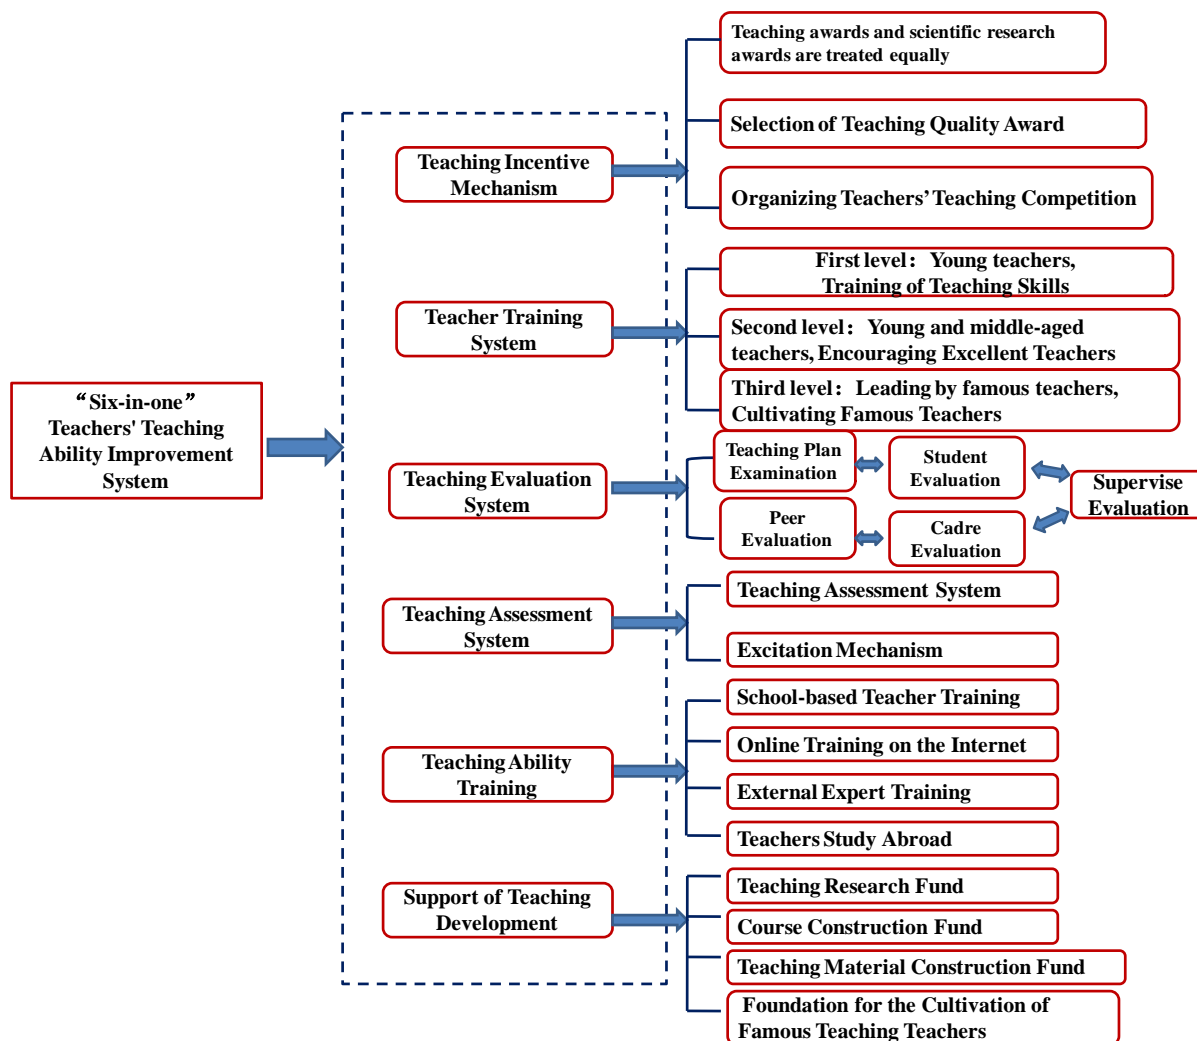 “Six-in-one”
Teachers' Teaching
Ability Improvement
System
Teaching Incentive
Mechanism
Teaching awards and scientific research
awards are treated equally
Selection of Teaching Quality Award
Organizing Teachers’ Teaching Competition
Teacher Training
System
First level：Young teachers,
Training of Teaching Skills
Second level：Young and middle-aged
teachers, Encouraging Excellent Teachers
Third level：Leading by famous teachers,
Cultivating Famous Teachers
Teaching Evaluation
System
Teaching Plan
Examination
Student
Evaluation
Peer
Evaluation
Cadre
Evaluation
Supervise
Evaluation
Teaching Assessment
System
Teaching Assessment System
Excitation Mechanism
Teaching Ability
Training
School-based Teacher Training
Online Training on the Internet
External Expert Training
Teachers Study Abroad
Support of Teaching
Development
Teaching Research Fund
Course Construction Fund
Teaching Material Construction Fund
Foundation for the Cultivation of
Famous Teaching Teachers